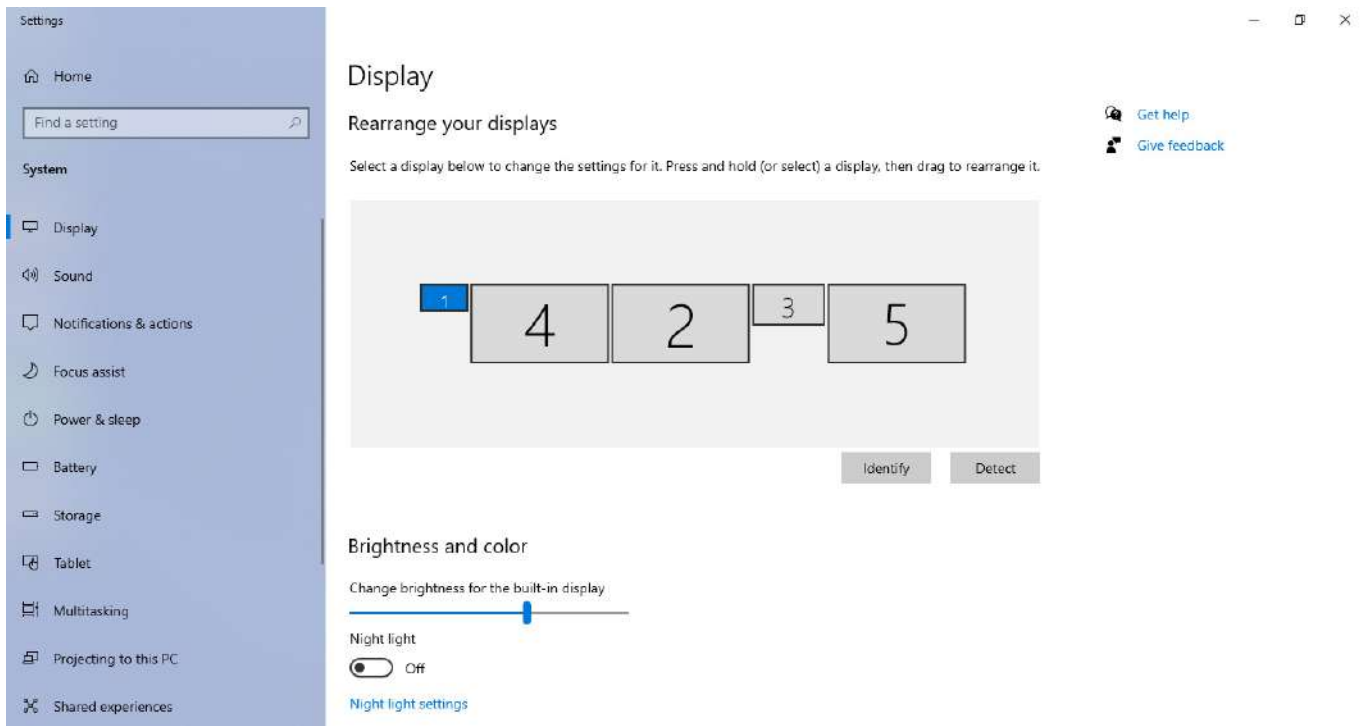 Settings
Home
Find a setting
System
Display
Sound
Notifications & actions
Focus assist
Power & sleep
Battery
Storage
Tablet
Multitasking
Projecting to this PC
Shared experiences
Display
Rearrange your displays
Select a display below to change the settings for it. Press and hold (or select) a display, then drag to rearrange it.
1
4
2
3
5
Identify
Detect
Brightness and color
Change brightness for the built-in display
Night light
Off
Night light settings
Get help
Give feedback